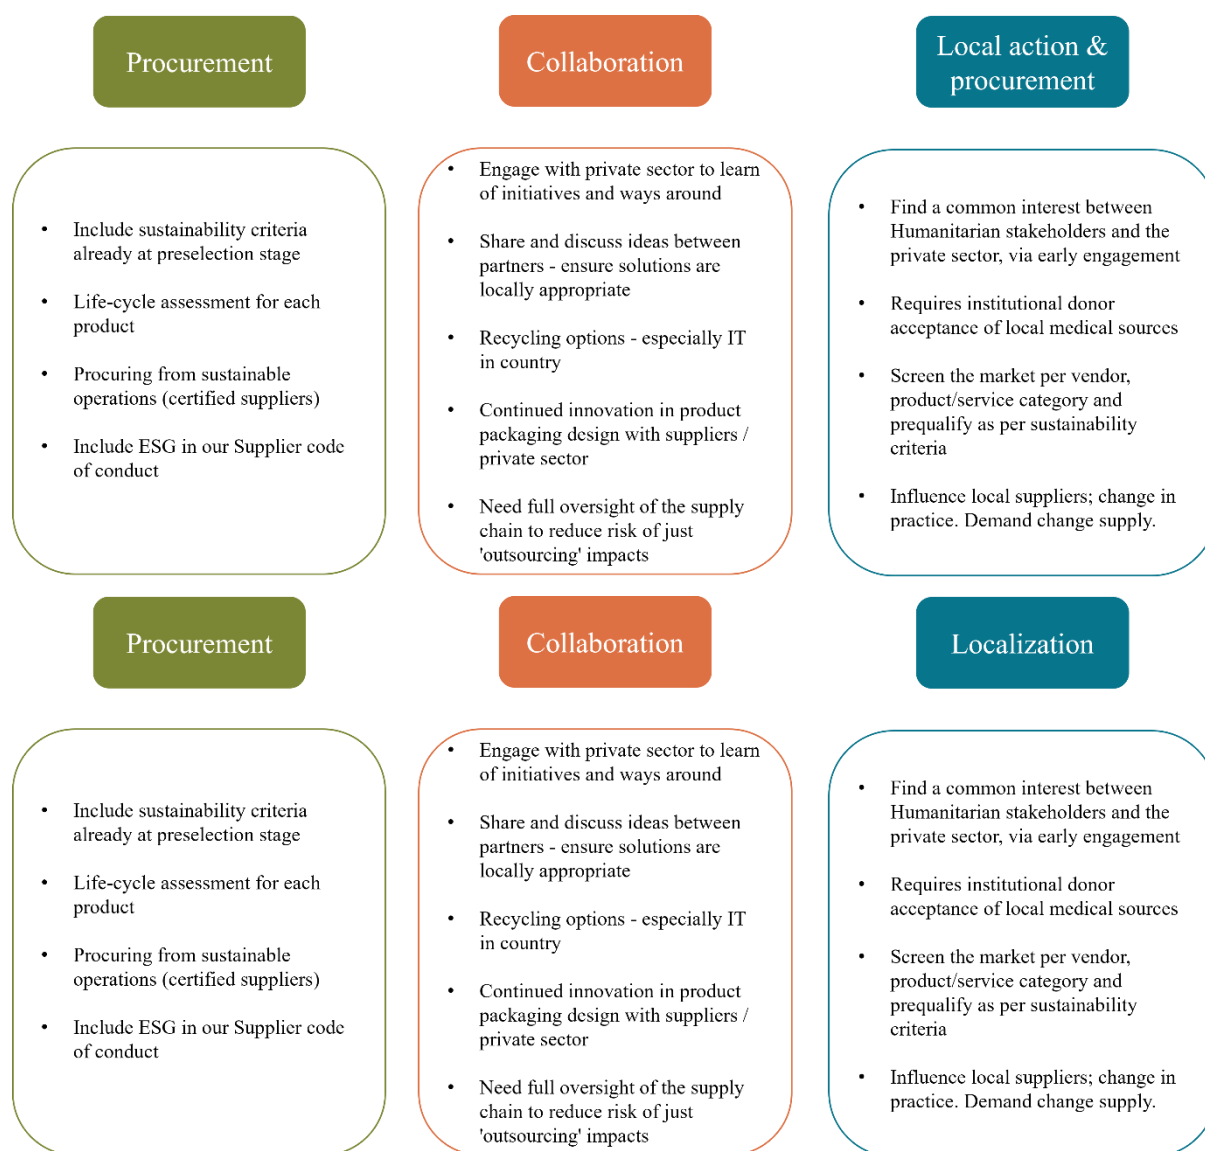 Procurement
Collaboration
Local action &
procurement
• Include sustainability criteria
already at preselection stage
• Life-cycle assessment for each
product
• Procuring from sustainable
operations (certified suppliers)
• Include ESG in our Supplier code
of conduct
• Engage with private sector to learn
of initiatives and ways around
• Share and discuss ideas between
partners - ensure solutions are
locally appropriate
• Recycling options - especially IT
in country
• Continued innovation in product
packaging design with suppliers /
private sector
• Need full oversight of the supply
chain to reduce risk of just
'outsourcing' impacts
• Find a common interest between
Humanitarian stakeholders and the
private sector, via early engagement
• Requires institutional donor
acceptance of local medical sources
• Screen the market per vendor,
product/service category and
prequalify as per sustainability
criteria
• Influence local suppliers; change in
practice. Demand change supply.
Procurement
Collaboration
Localization
• Include sustainability criteria
already at preselection stage
• Life-cycle assessment for each
product
• Procuring from sustainable
operations (certified suppliers)
• Include ESG in our Supplier code
of conduct
• Engage with private sector to learn
of initiatives and ways around
• Share and discuss ideas between
partners - ensure solutions are
locally appropriate
• Recycling options - especially IT
in country
• Continued innovation in product
packaging design with suppliers /
private sector
• Need full oversight of the supply
chain to reduce risk of just
'outsourcing' impacts
• Find a common interest between
Humanitarian stakeholders and the
private sector, via early engagement
• Requires institutional donor
acceptance of local medical sources
• Screen the market per vendor,
product/service category and
prequalify as per sustainability
criteria
• Influence local suppliers; change in
practice. Demand change supply.